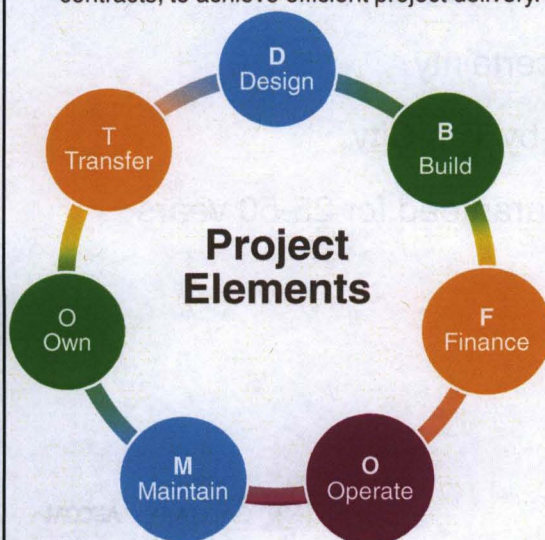 contracts, to achieve efficient project delivery.
D
Design
B
Build
F
Finance
O
Operate
M
Maintain
O
Own
T
Transfer
Project
Elements